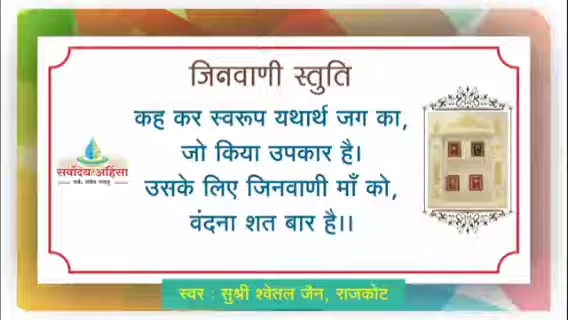 जिनवाणी स्तुति
कह कर स्वरूप यथार्थ जग का,
जो किया उपकार है।
उसके लिए जिनवाणी माँ को,
वंदना शत बार है।।
सर्वोदय अहिंसा
स्वर : सुश्री श्वेतल जैन, राजकोट